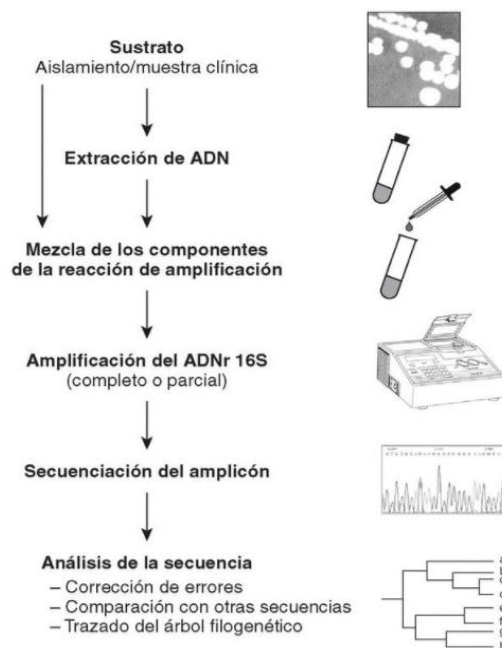 Sustrato
Aislamiento/muestra clínica
Extracción de ADN
Mezcla de los componentes
de la reacción de amplificación
Amplificación del ADNr 16S
(completo o parcial)
Secuenciación del amplicón
Análisis de la secuencia
– Corrección de errores
– Comparación con otras secuencias
– Trazado del árbol filogenético